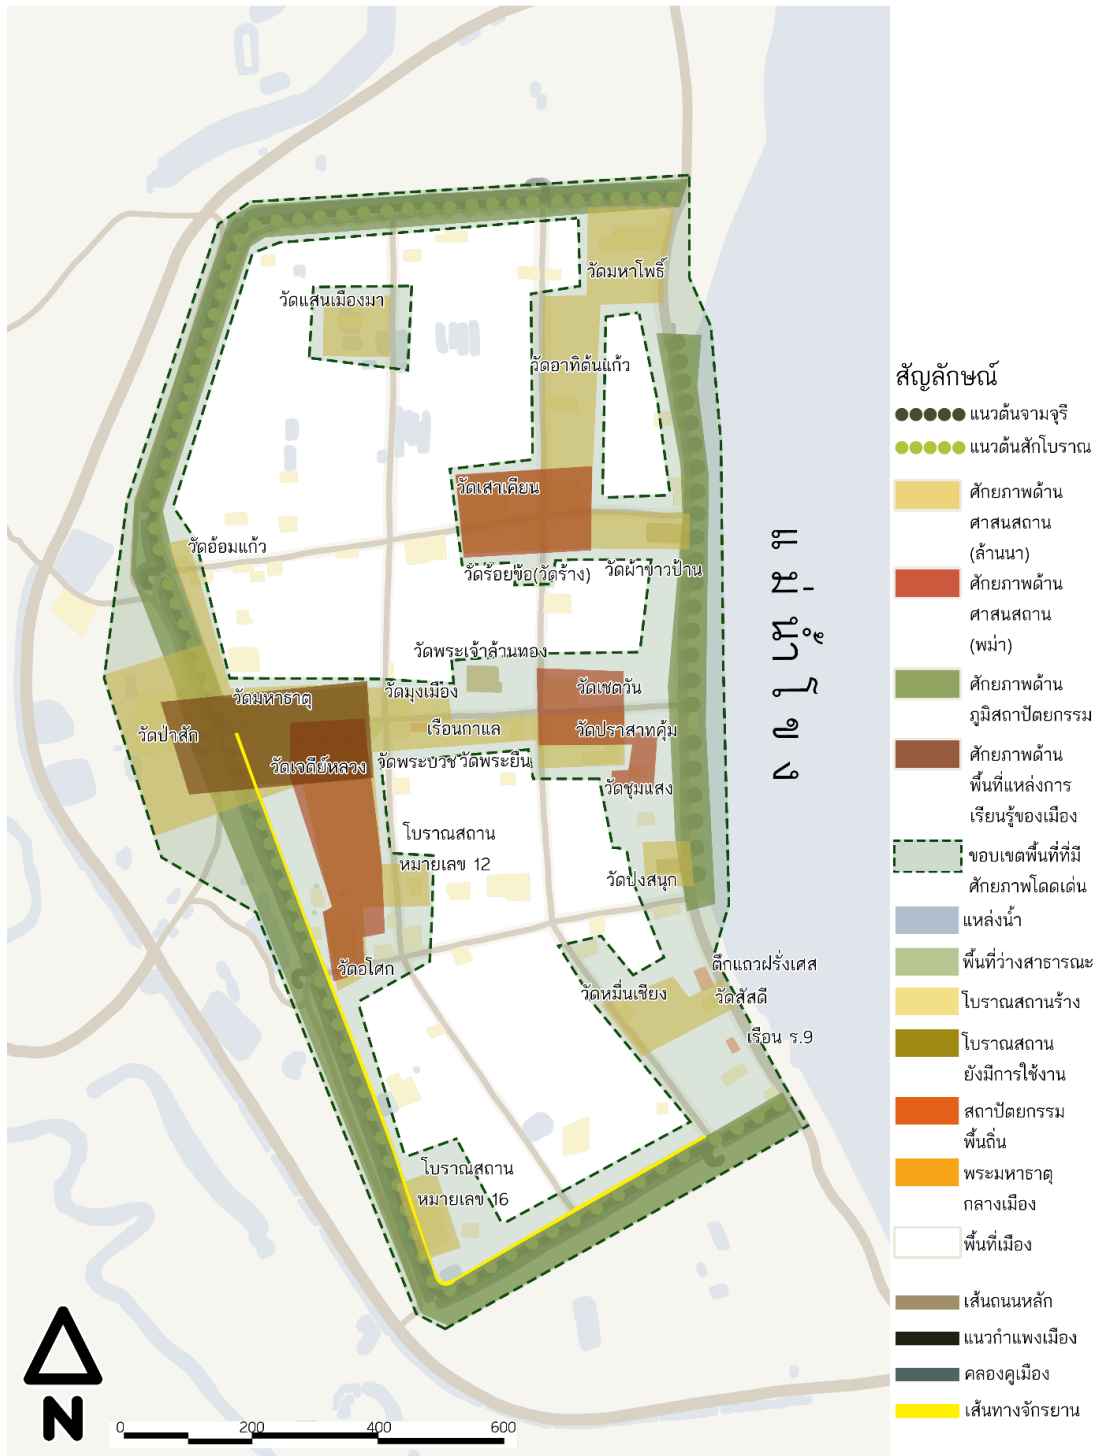 วัดมหาโพธิ์
วัดแสนเมืองมา
วัดอาทิต้นแก้ว
วัดเสาเคียน
วัดอ้อมแก้ว
วัดร้อยข้อ(วัดร้าง)
วัดผ้าขาวป้าน
แม่น้ำโขง
วัดพระเจ้าล้านทอง
วัดมหาธาตุ
วัดมุงเมือง
วัดเชตวัน
วัดป่าสัก
เรือนกาแล
วัดปราสาทคุ้ม
วัดเจดีย์หลวง
วัดพระบวช
วัดพระยืน
วัดชุมแสง
โบราณสถาน
หมายเลข 12
วัดปงสนุก
วัดอโศก
ตึกแถวฝรั่งเศส
วัดหมื่นเชียง
วัดสัสดี
เรือน ร.9
โบราณสถาน
หมายเลข 16
N
0 200 400 600
สัญลักษณ์
แนวต้นจามจุรี
แนวต้นสักโบราณ
ศักยภาพด้าน
ศาสนสถาน
(ล้านนา)
ศักยภาพด้าน
ศาสนสถาน
(พม่า)
ศักยภาพด้าน
ภูมิสถาปัตยกรรม
ศักยภาพด้าน
พื้นที่แหล่งการ
เรียนรู้ของเมือง
ขอบเขตพื้นที่ที่มี
ศักยภาพโดดเด่น
แหล่งน้ำ
พื้นที่ว่างสาธารณะ
โบราณสถานร้าง
โบราณสถาน
ยังมีการใช้งาน
สถาปัตยกรรม
พื้นถิ่น
พระมหาธาตุ
กลางเมือง
พื้นที่เมือง
เส้นถนนหลัก
แนวกำแพงเมือง
คลองคูเมือง
เส้นทางจักรยาน